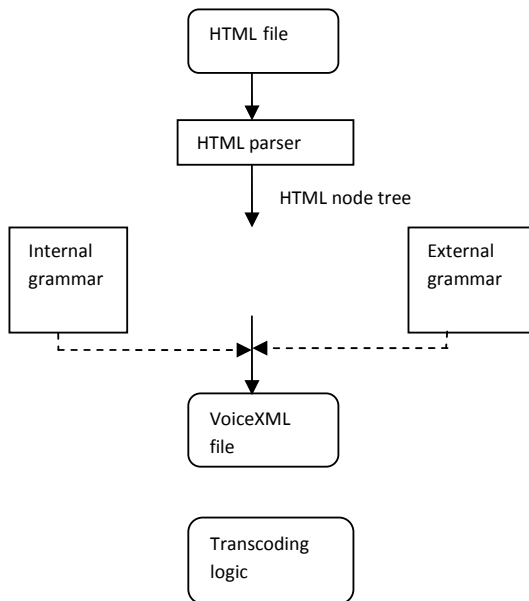 HTML file
HTML parser
HTML node tree
Internal
grammar
External
grammar
VoiceXML
file
Transcoding
logic